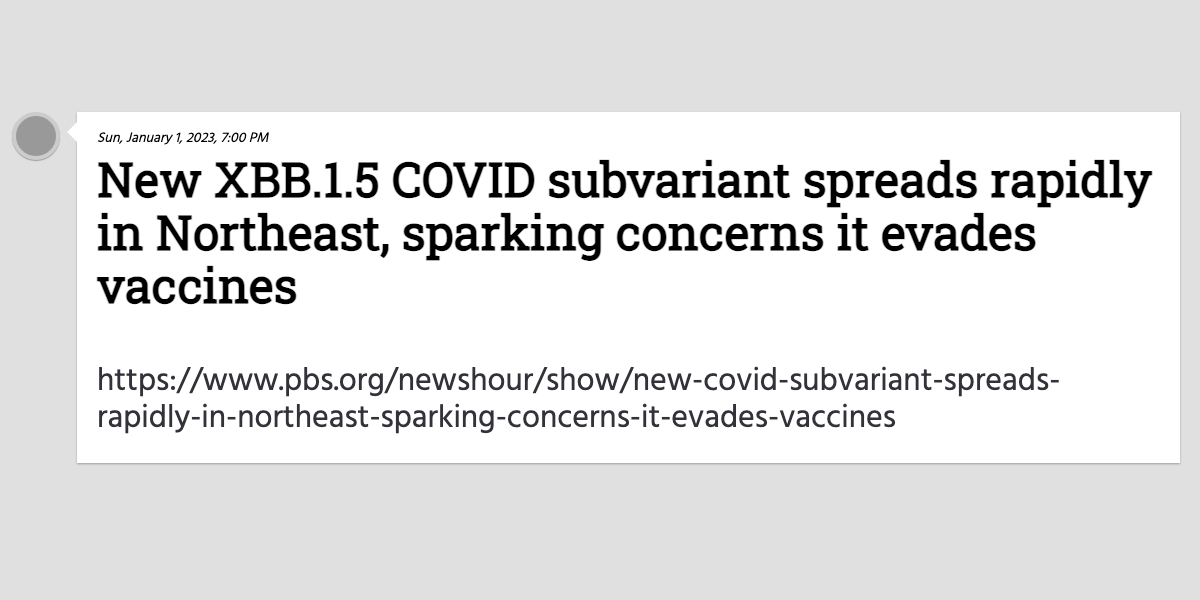 Sun, January 1, 2023, 7:00 PM
New XBB.1.5 COVID subvariant spreads rapidly
in Northeast, sparking concerns it evades
vaccines
https://www.pbs.org/newshour/show/new-covid-subvariant-spreads-
rapidly-in-northeast-sparking-concerns-it-evades-vaccines